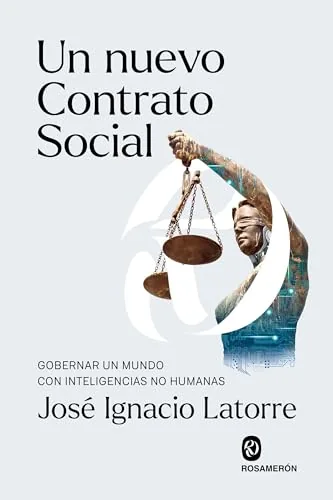 Un nuevo
Contrato
Social
GOBERNAR UN MUNDO
CON INTELIGENCIAS NO HUMANAS
José Ignacio Latorre
ROSAMERÓN